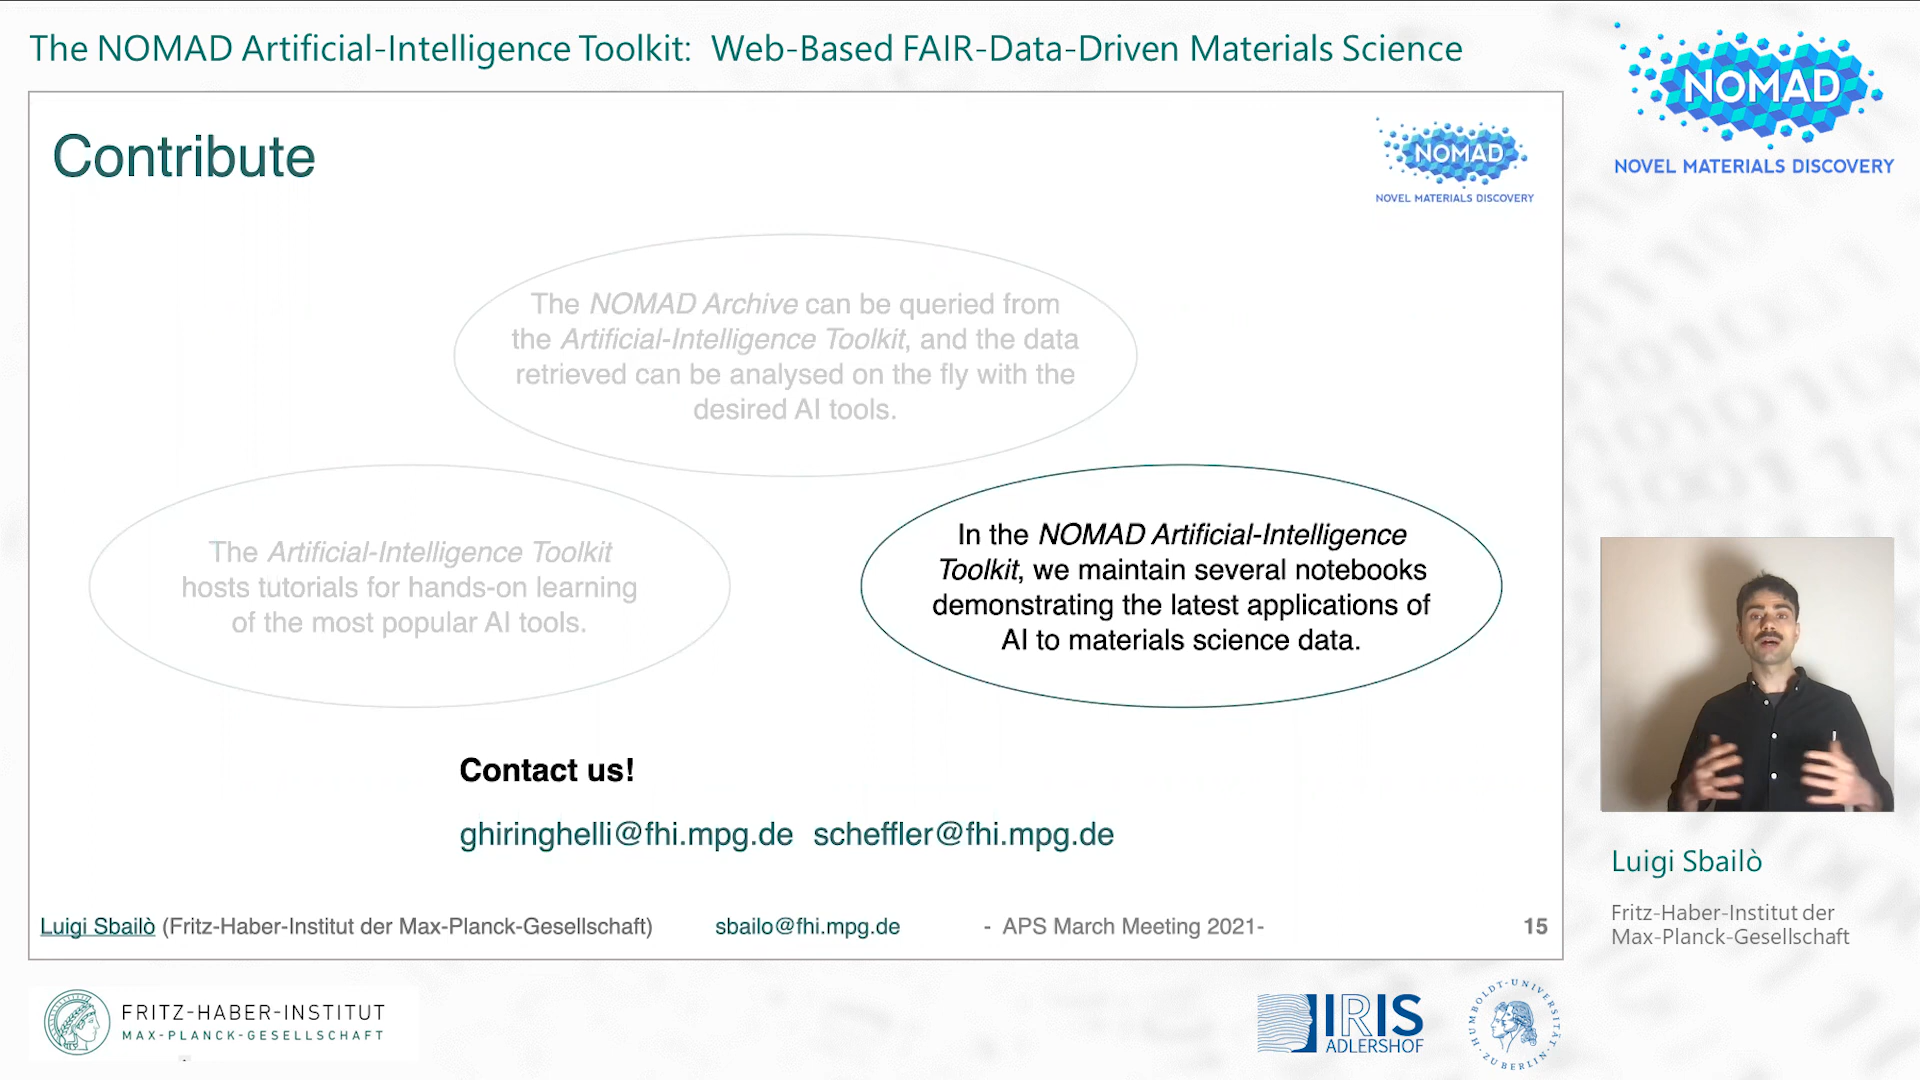 The NOMAD Artificial-Intelligence Toolkit: Web-Based FAIR-Data-Driven Materials Science
NOMAD
NOVEL MATERIALS DISCOVERY
Contribute
NOMAD
NOVEL MATERIALS DISCOVERY
The NOMAD Archive can be queried from
the Artificial-Intelligence Toolkit, and the data
retrieved can be analysed on the fly with the
desired AI tools.
The Artificial-Intelligence Toolkit
hosts tutorials for hands-on learning
of the most popular AI tools.
In the NOMAD Artificial-Intelligence
Toolkit, we maintain several notebooks
demonstrating the latest applications of
AI to materials science data.
Contact us!
ghiringhelli@fhi.mpg.de scheffler@fhi.mpg.de
Luigi Sbailò (Fritz-Haber-Institut der Max-Planck-Gesellschaft) sbailo@fhi.mpg.de - APS March Meeting 2021- 15
Luigi Sbailò
Fritz-Haber-Institut der
Max-Planck-Gesellschaft
FRITZ-HABER-INSTITUT
MAX-PLANCK-GESELLSCHAFT
IRIS
ADLERSHOF
HUMBOLDT-UNIVERSITÄT ZU BERLIN